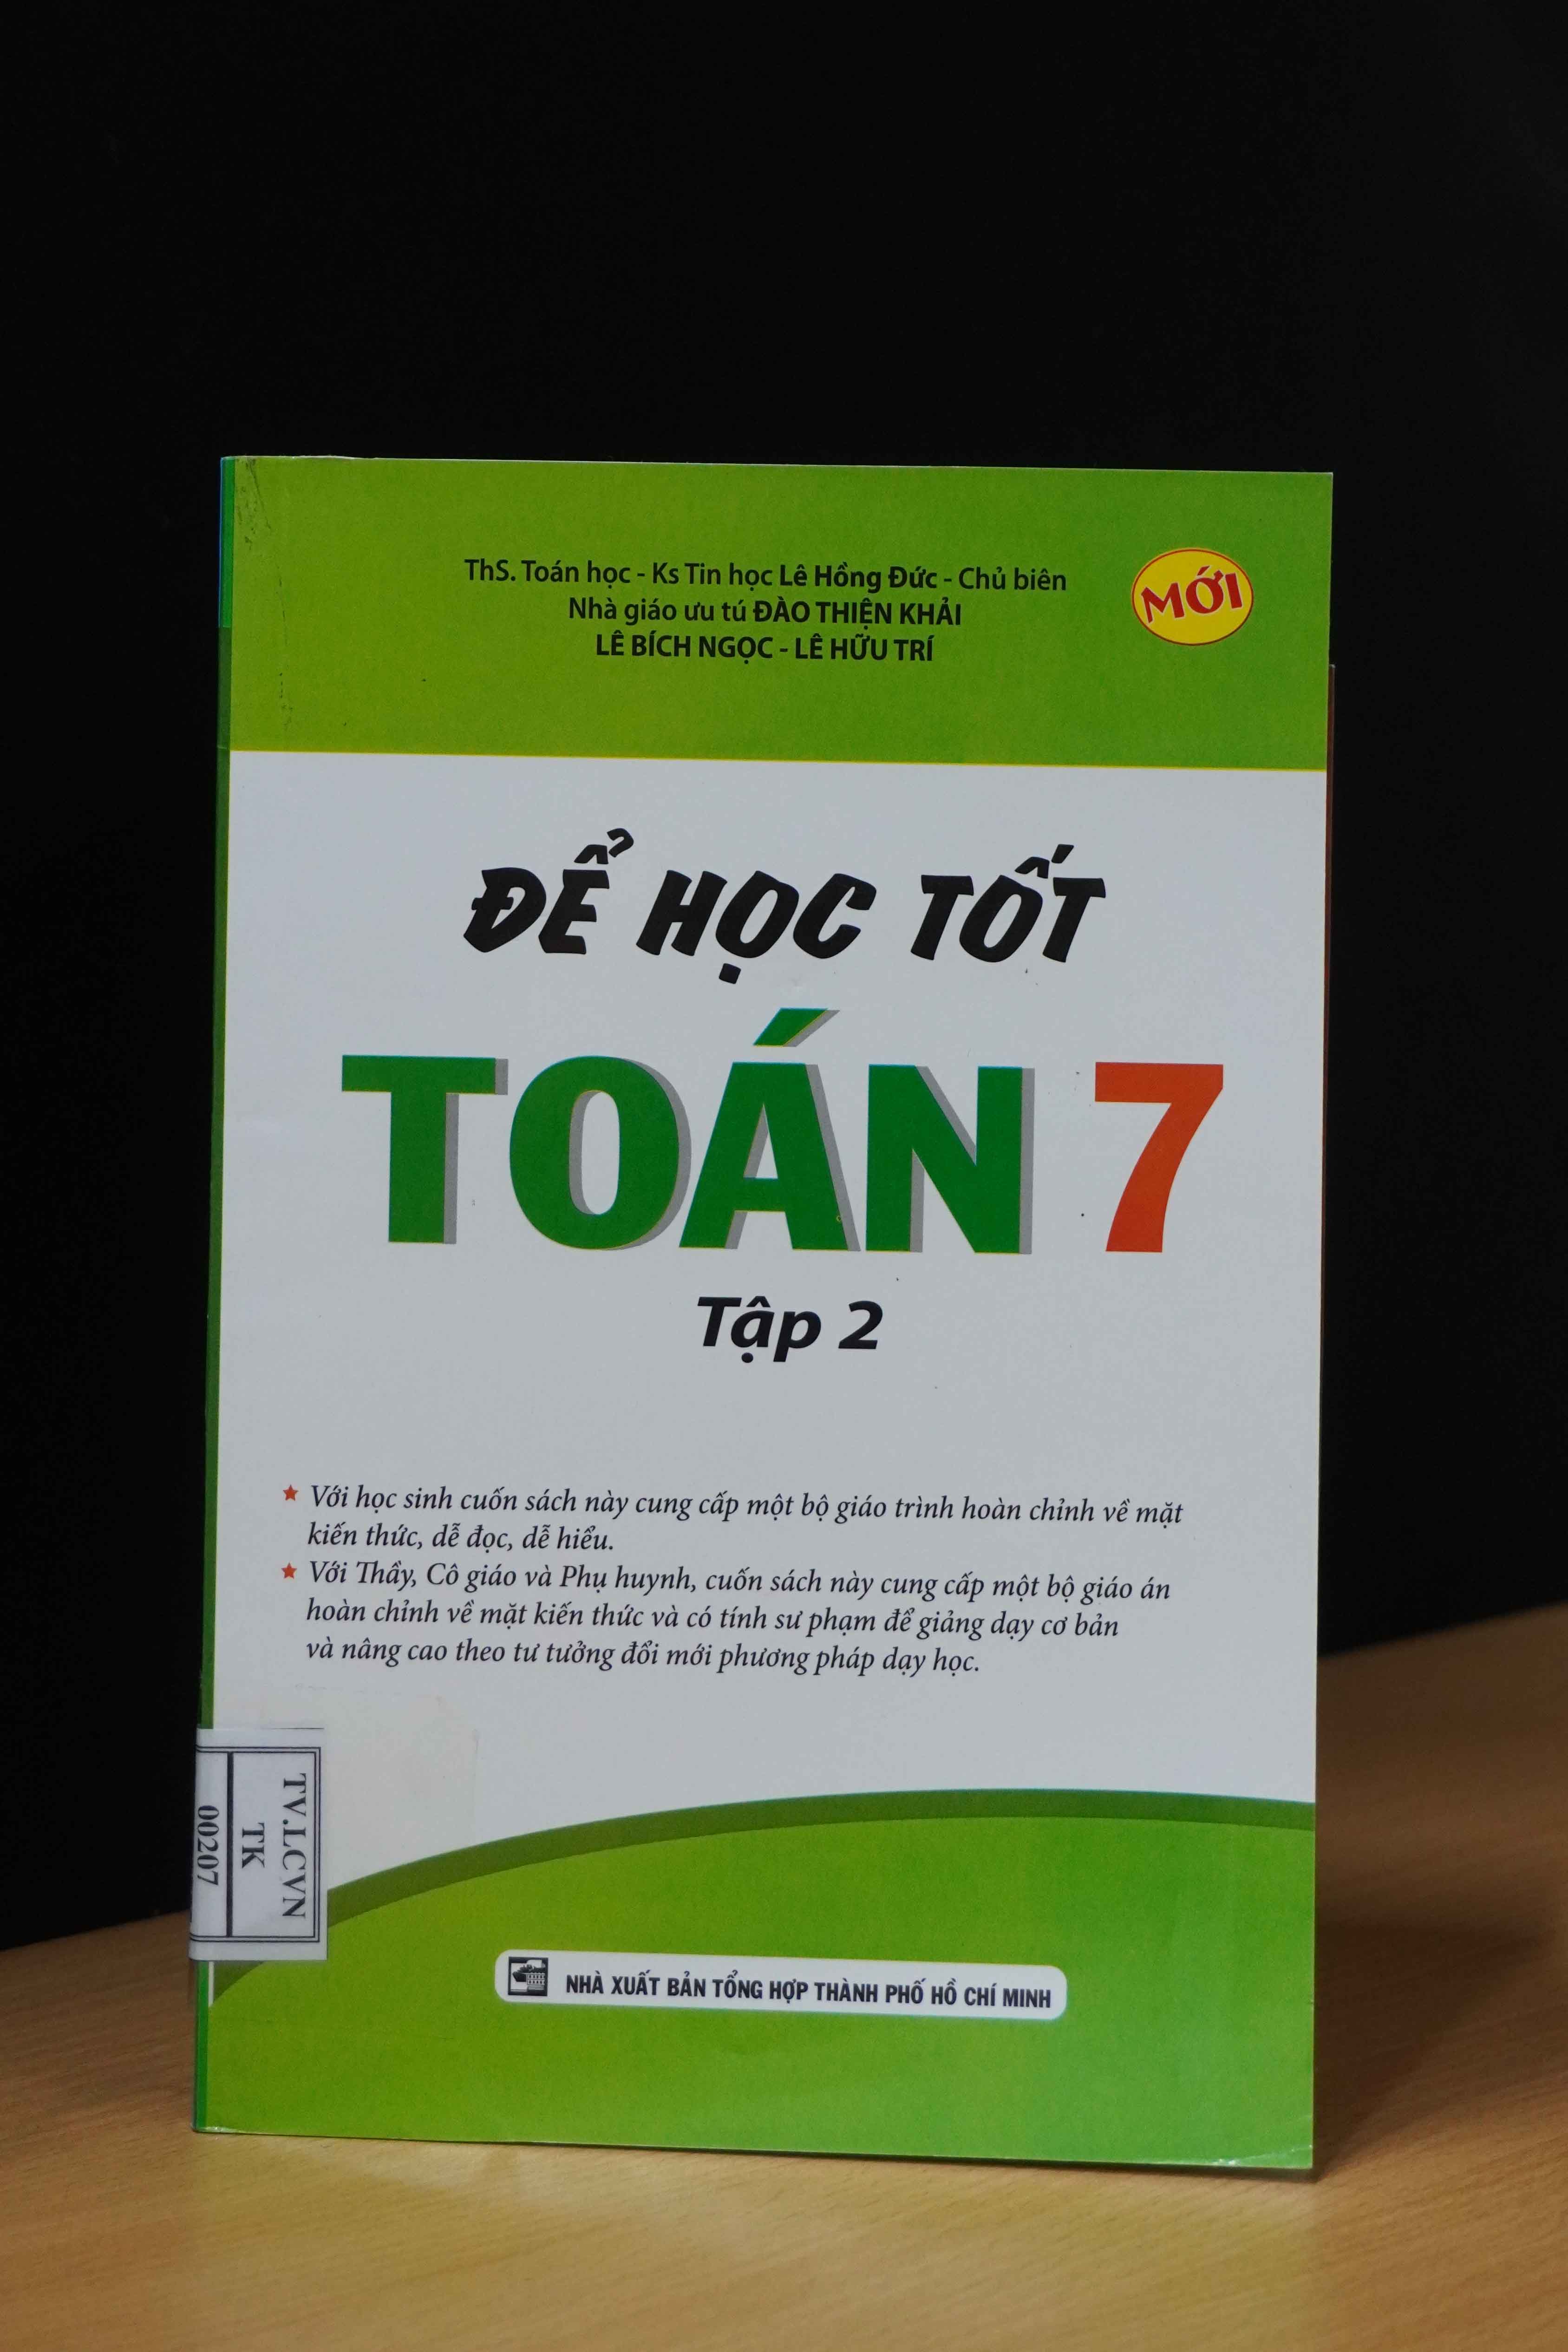 ThS. Toán học - Ks Tin học Lê Hồng Đức - Chủ biên
Nhà giáo ưu tú ĐÀO THIỆN KHẢI
LÊ BÍCH NGỌC - LÊ HỮU TRÍ
MỚI
ĐỂ HỌC TỐT
TOÁN 7
Tập 2
Với học sinh cuốn sách này cung cấp một bộ giáo trình hoàn chỉnh về mặt
kiến thức, dễ đọc, dễ hiểu.
Với Thầy, Cô giáo và Phụ huynh, cuốn sách này cung cấp một bộ giáo án
hoàn chỉnh về mặt kiến thức và có tính sư phạm để giảng dạy cơ bản
và nâng cao theo tư tưởng đổi mới phương pháp dạy học.
TV.LCVN
TK
00207
NHÀ XUẤT BẢN TỔNG HỢP THÀNH PHỐ HỒ CHÍ MINH